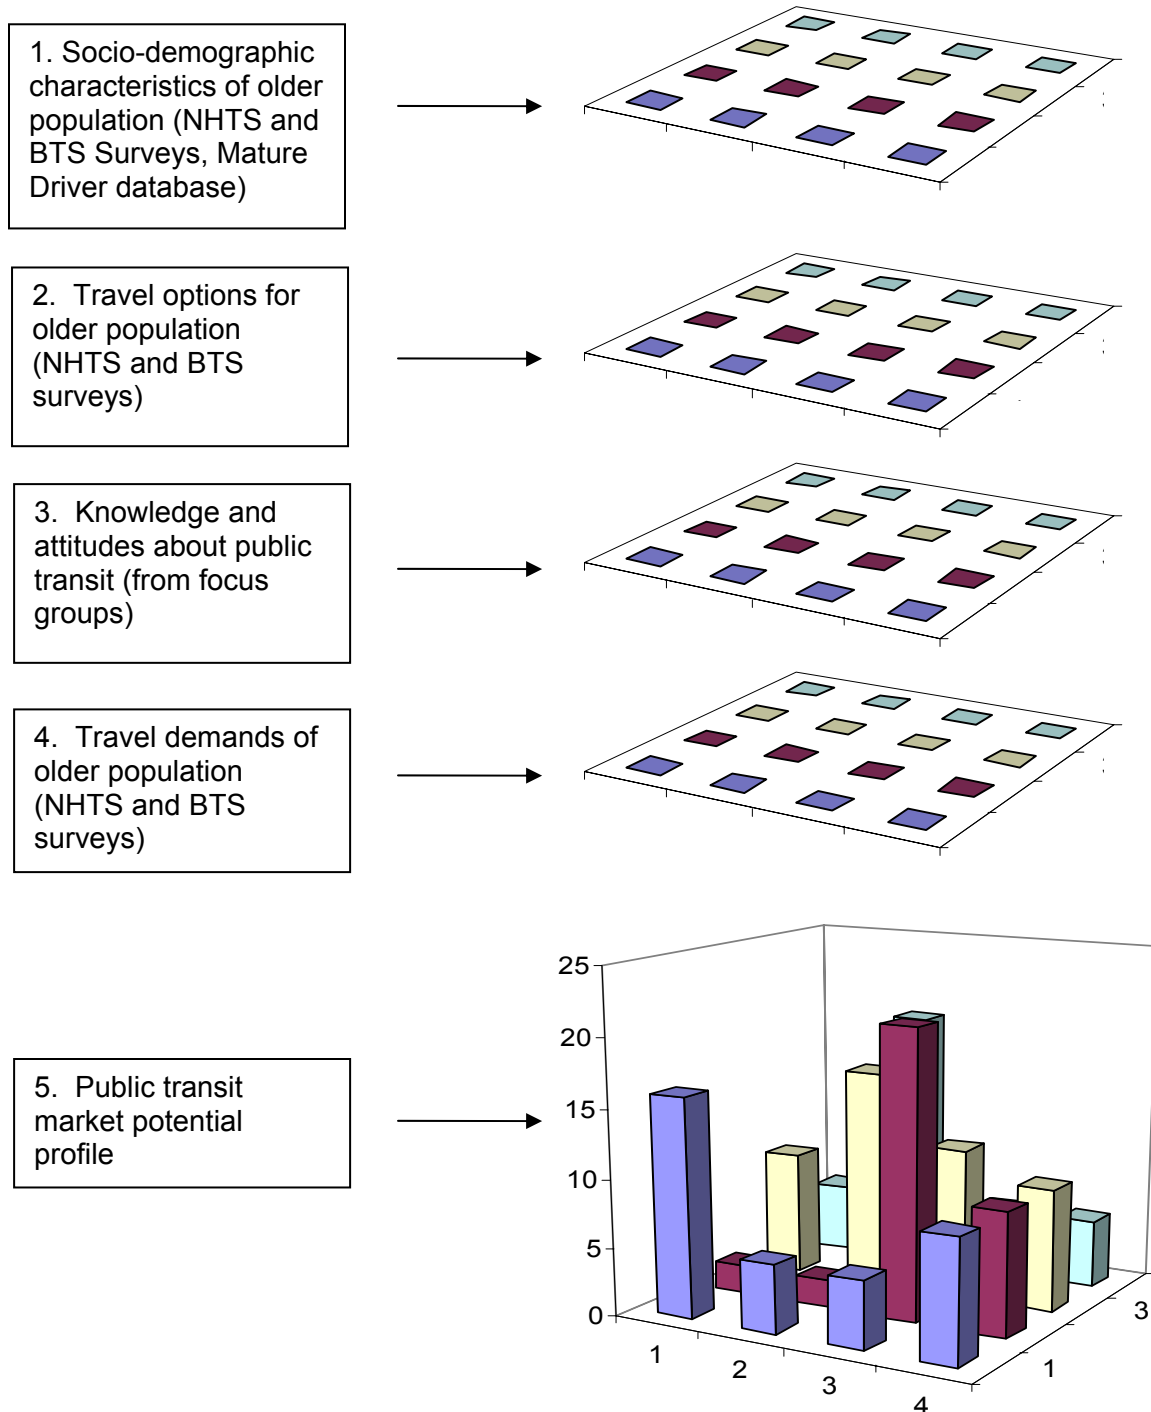 1. Socio-demographic
characteristics of older
population (NHTS and
BTS Surveys, Mature
Driver database)
2. Travel options for
older population
(NHTS and BTS
surveys)
3. Knowledge and
attitudes about public
transit (from focus
groups)
4. Travel demands of
older population
(NHTS and BTS
surveys)
5. Public transit
market potential
profile
25
20
15
10
5
0
1
2
3
4
1
3